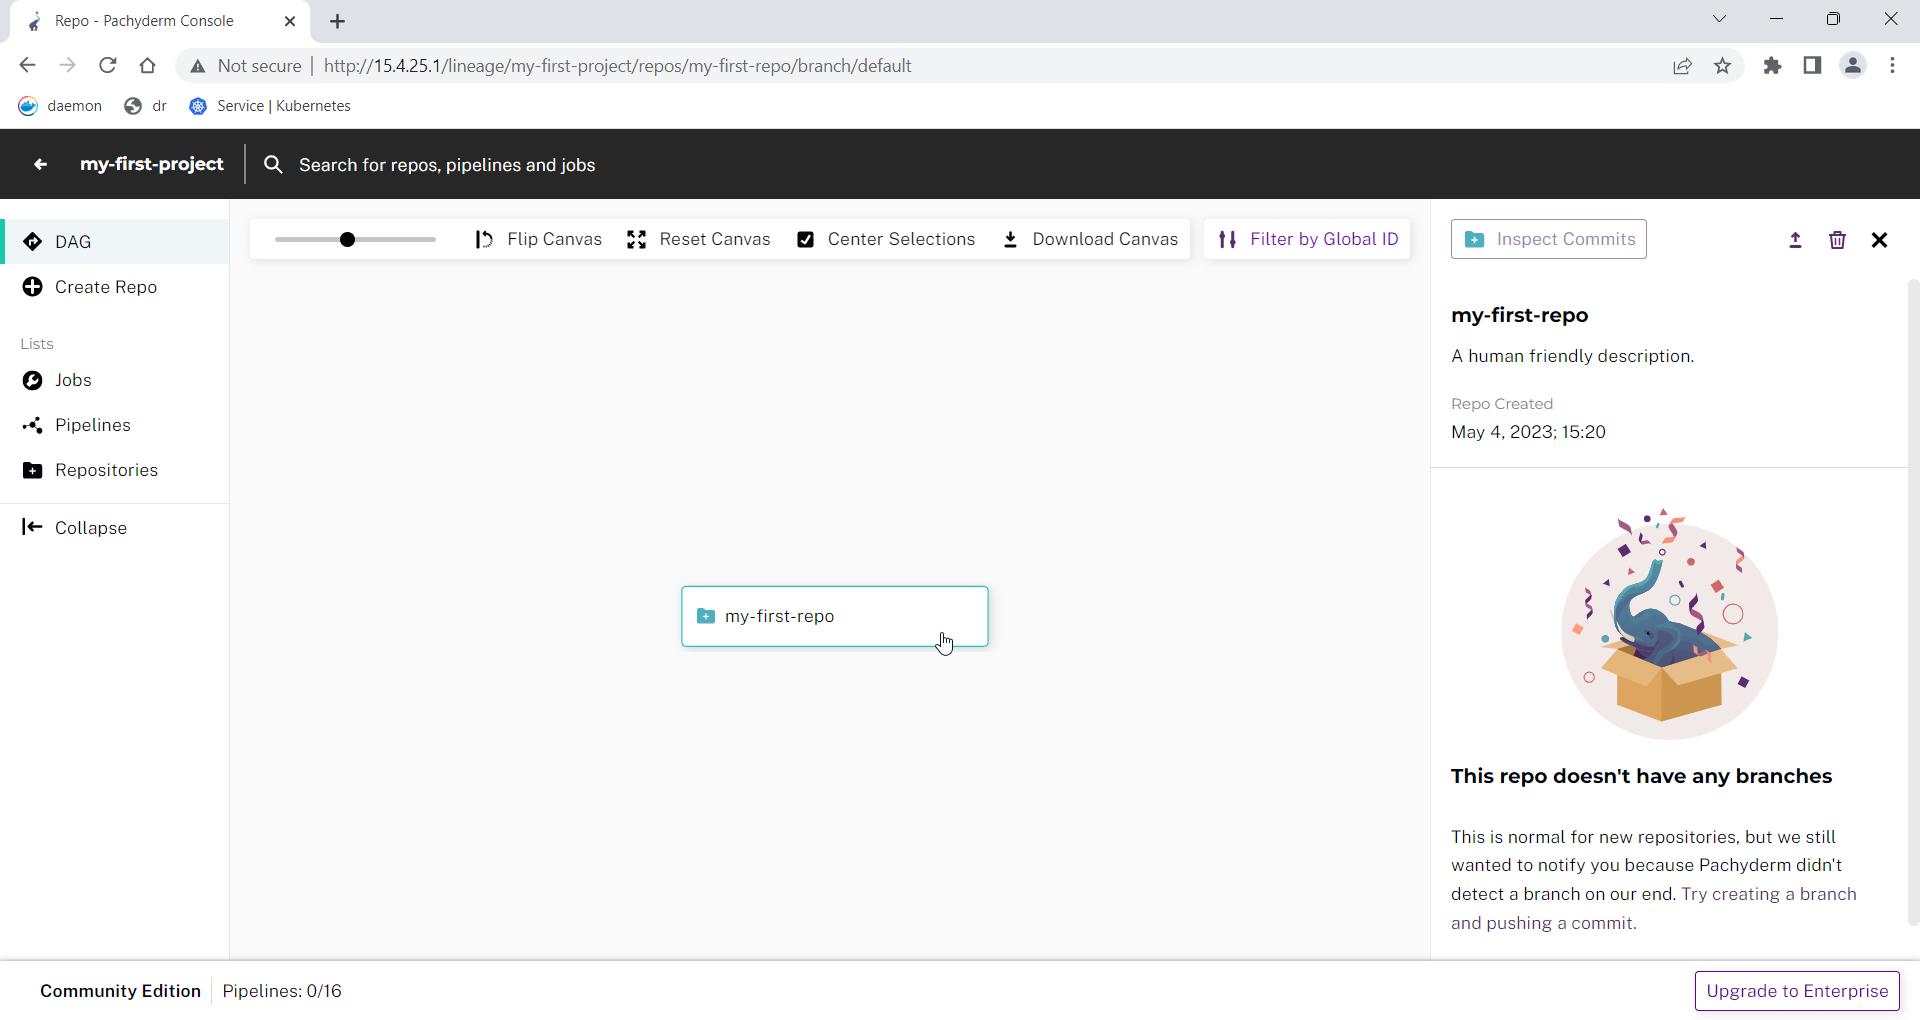 Repo - Pachyderm Console
Not secure | http://15.4.25.1/lineage/my-first-project/repos/my-first-repo/branch/default
daemon dr Service | Kubernetes
my-first-project Search for repos, pipelines and jobs
DAG
Create Repo
Lists
Jobs
Pipelines
Repositories
Collapse
Flip Canvas Reset Canvas Center Selections Download Canvas Filter by Global ID
my-first-repo
Inspect Commits
my-first-repo
A human friendly description.
Repo Created
May 4, 2023; 15:20
This repo doesn't have any branches
This is normal for new repositories, but we still
wanted to notify you because Pachyderm didn't
detect a branch on our end. Try creating a branch
and pushing a commit.
Community Edition Pipelines: 0/16
Upgrade to Enterprise